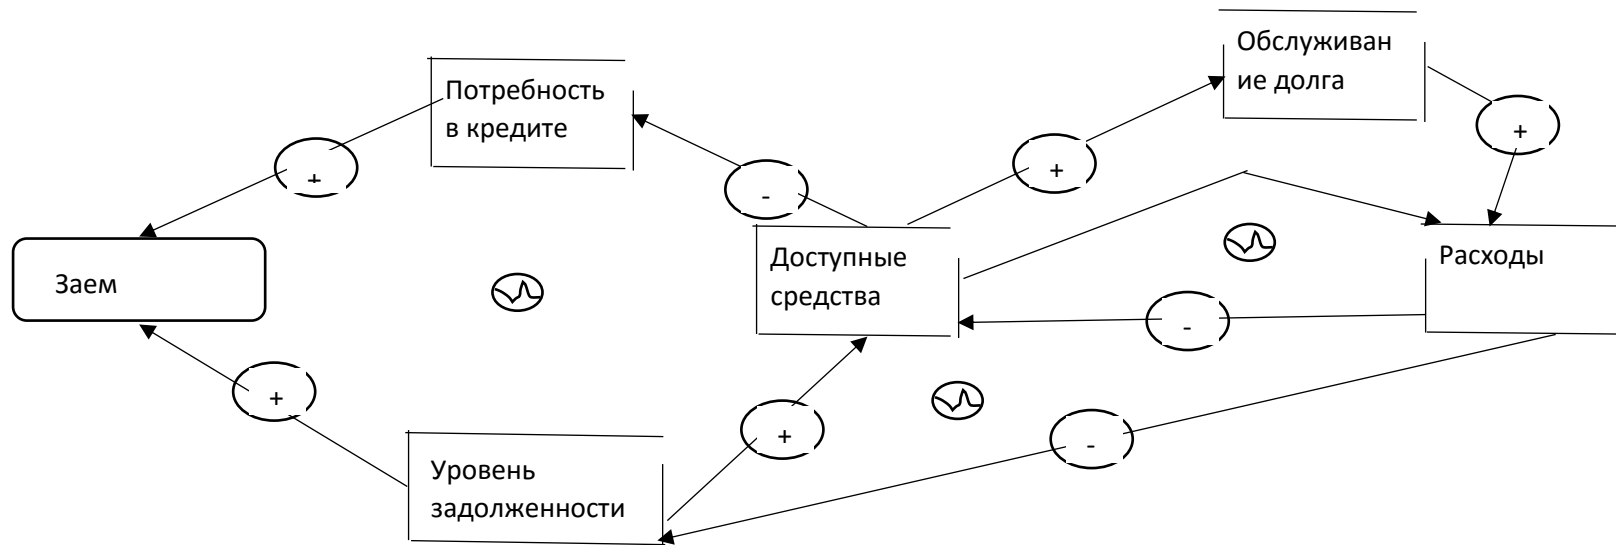 Обслуживан
ие долга
Потребность
в кредите
+
+
+
-
Доступные
средства
Расходы
Заем
-
+
+
-
Уровень
задолженности